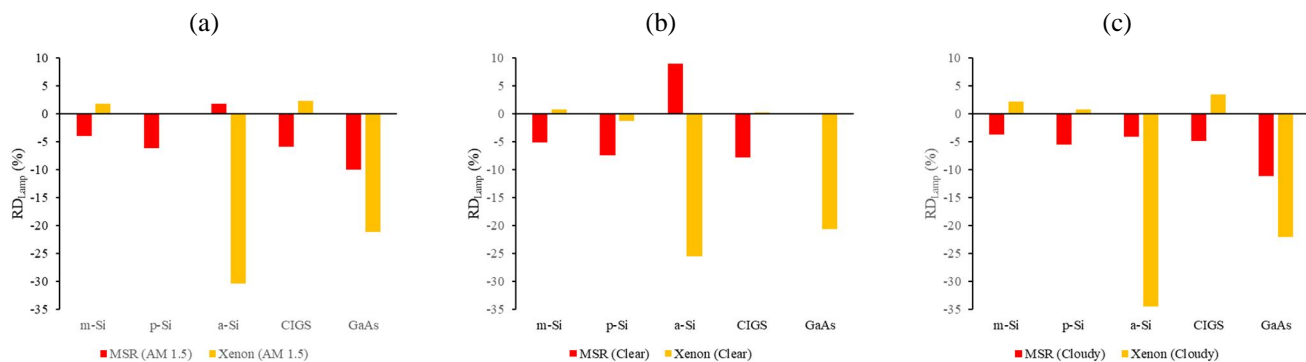 (a)
10
5
0
-5
-10
-15
-20
-25
-30
-35
RDLamp (%)
m-Si p-Si a-Si CIGS GaAs
MSR (AM 1.5) Xenon (AM 1.5)
(b)
10
5
0
-5
-10
-15
-20
-25
-30
-35
RDLamp (%)
m-Si p-Si a-Si CIGS GaAs
MSR (Clear) Xenon (Clear)
(c)
10
5
0
-5
-10
-15
-20
-25
-30
-35
RDLamp (%)
m-Si p-Si a-Si CIGS GaAs
MSR (Cloudy) Xenon (Cloudy)